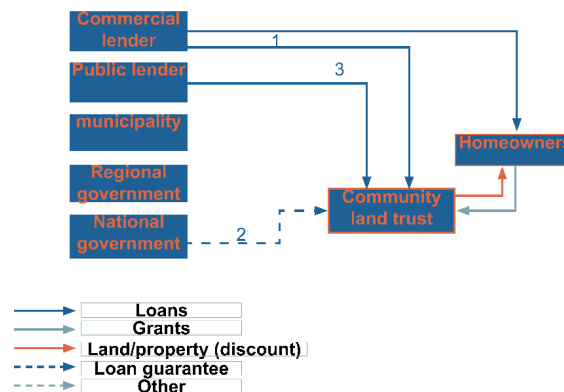 Commercial
lender
1
Public lender
3
municipality
Homeowners
Regional
government
Community
land trust
National
government
2
Loans
Grants
Land/property (discount)
Loan guarantee
Other